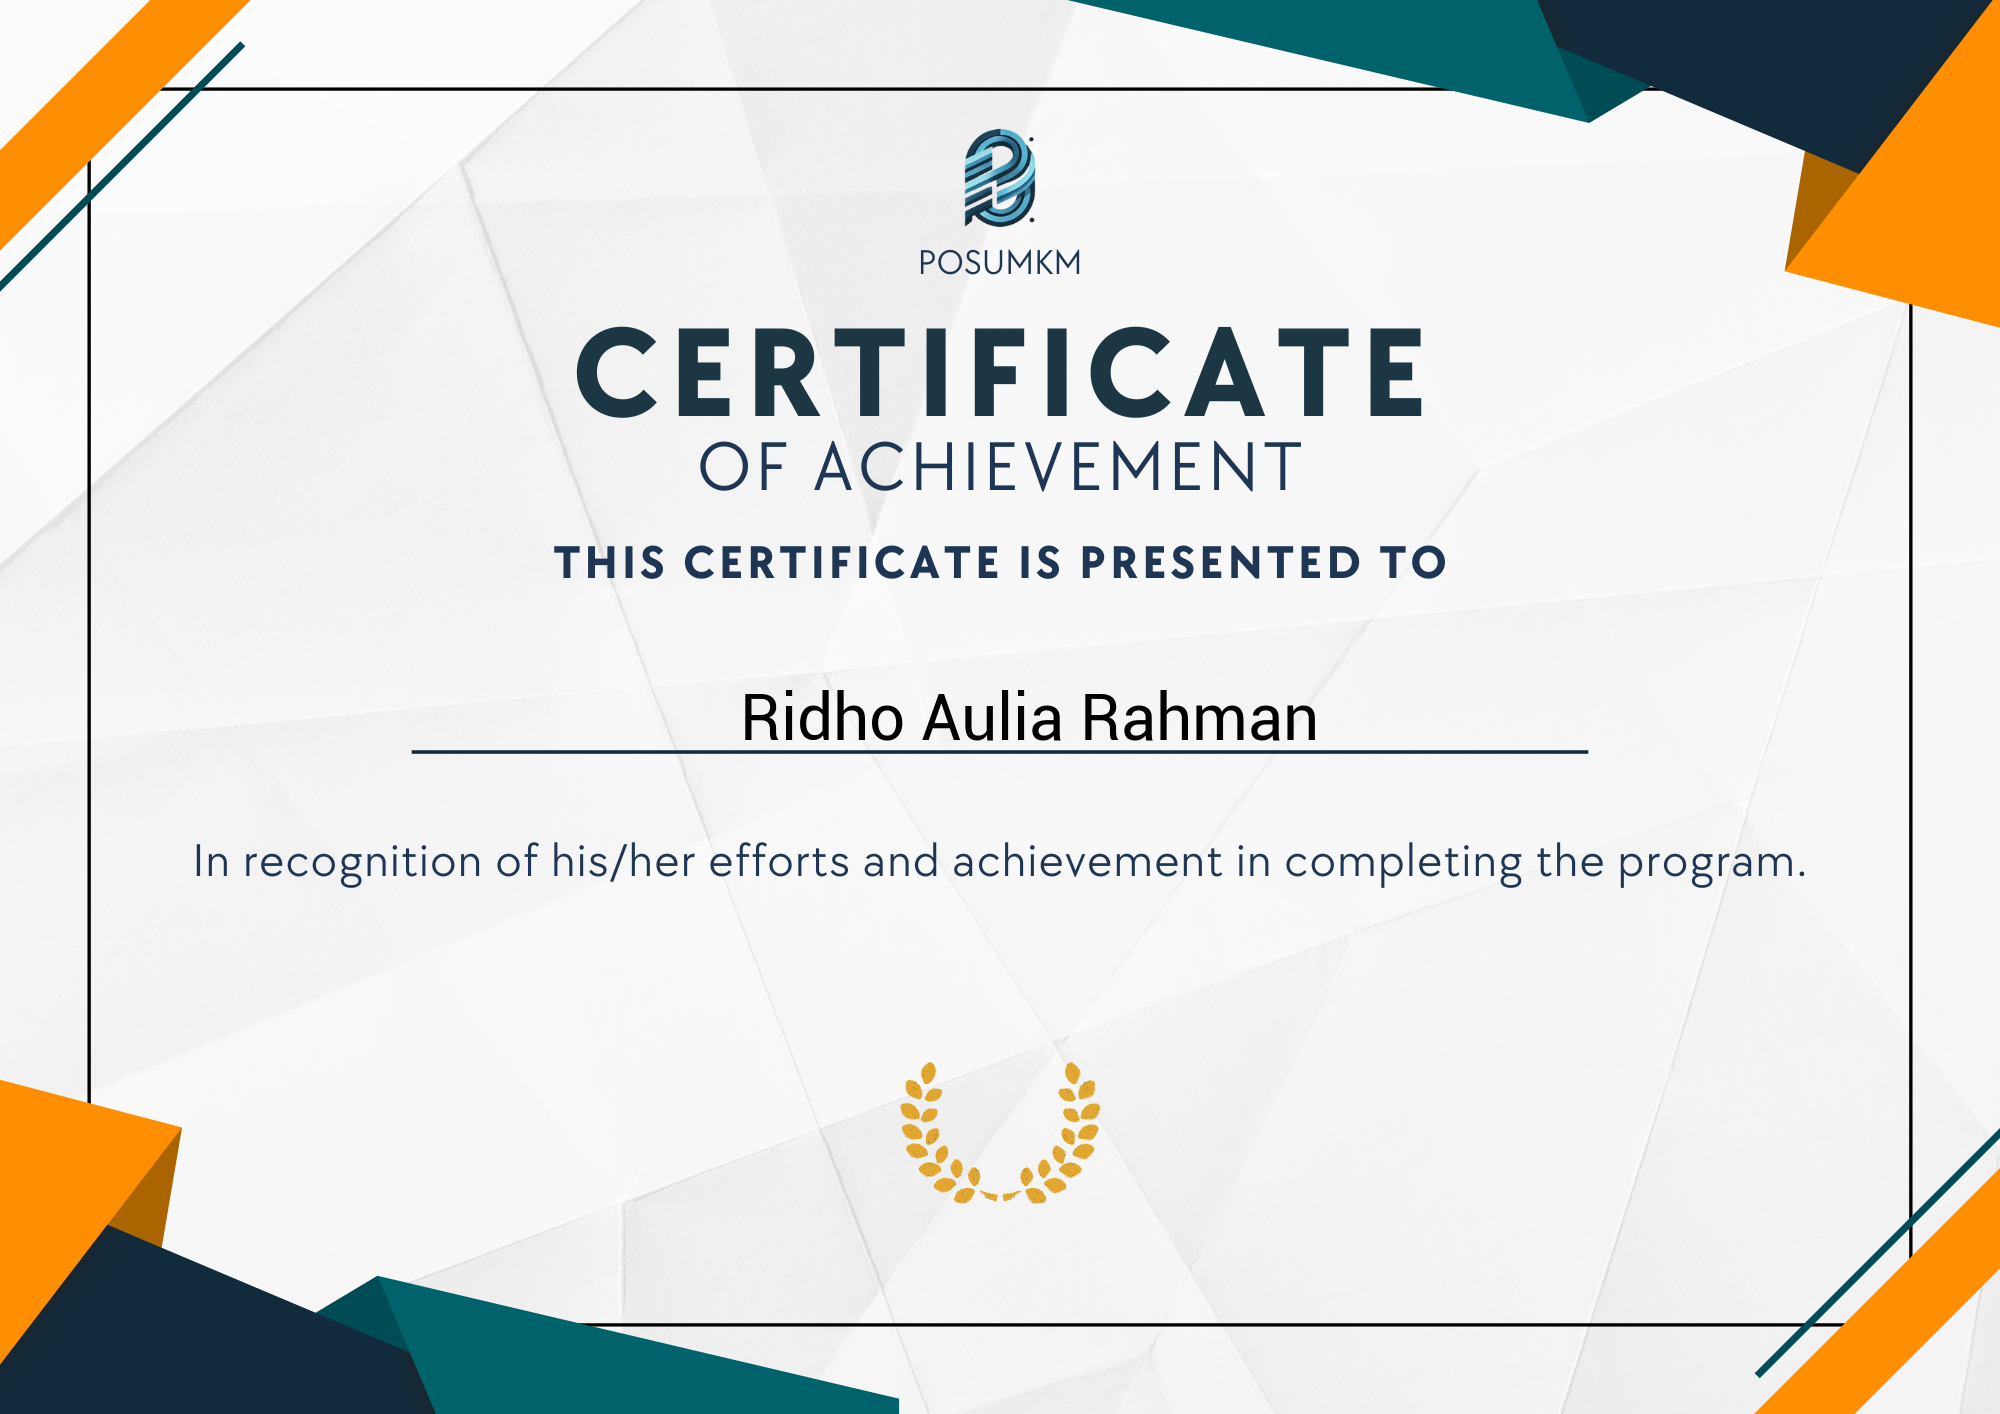 POSUMKM
CERTIFICATE
OF ACHIEVEMENT
THIS CERTIFICATE IS PRESENTED TO
Ridho Aulia Rahman
In recognition of his/her efforts and achievement in completing the program.